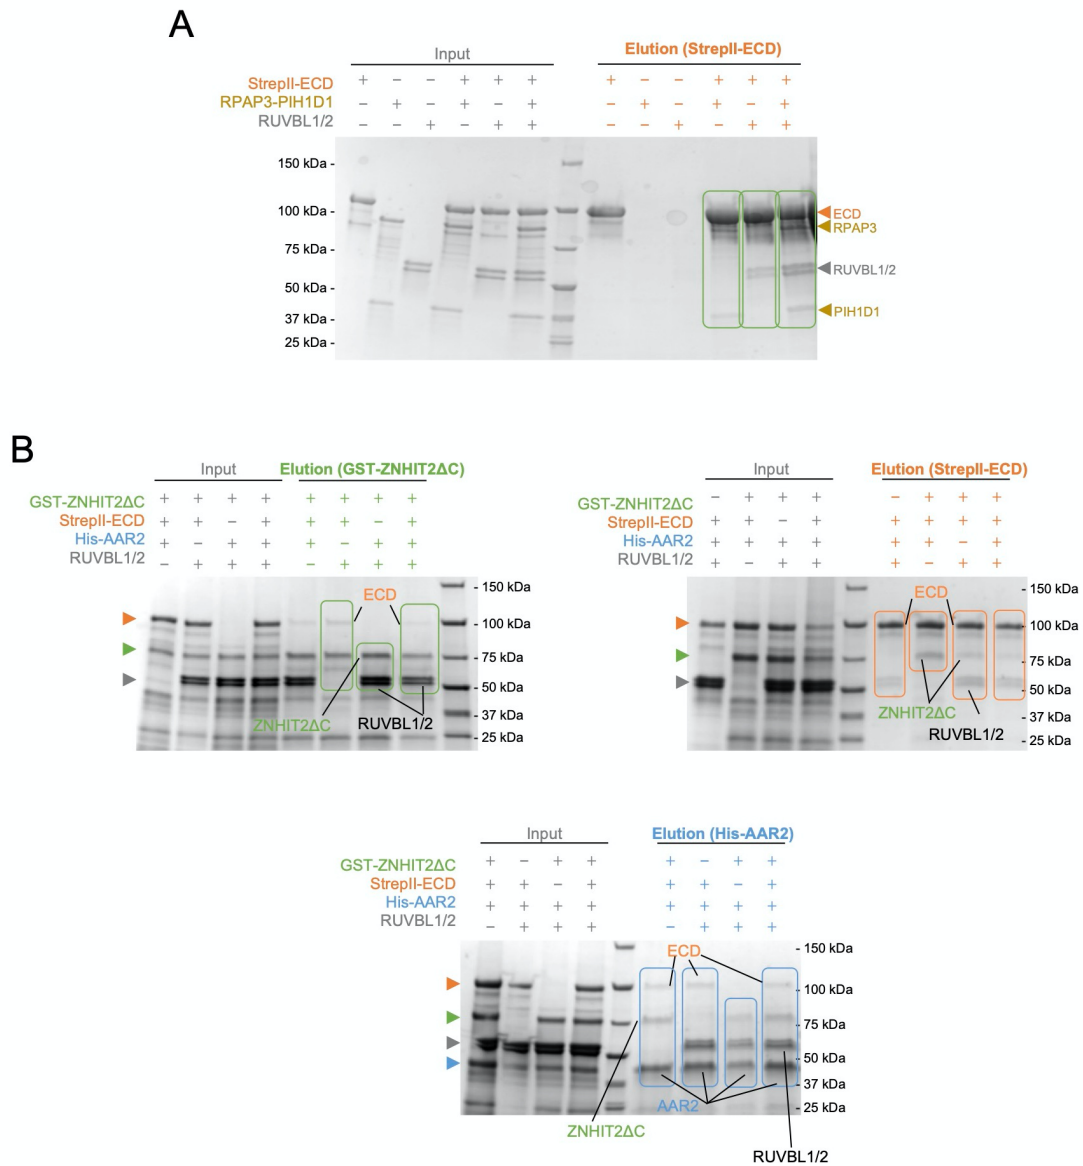 A
Input
Elution (StrepII-ECD)
StrepII-ECD + − − + + + + − − + + +
RPAP3-PIH1D1 − + − + − + − + − + − +
RUVBL1/2 − − + − + + − − + − + +
150 kDa -
100 kDa -
75 kDa -
50 kDa -
37 kDa -
25 kDa -
ECD
RPAP3
RUVBL1/2
PIH1D1
B
Input
Elution (GST-ZNHIT2ΔC)
GST-ZNHIT2ΔC + + + + + + + +
StrepII-ECD + + − + + + − +
His-AAR2 + − + + + − + +
RUVBL1/2 − + + + − + + +
ECD
ZNHIT2ΔC
RUVBL1/2
- 150 kDa
- 100 kDa
- 75 kDa
- 50 kDa
- 37 kDa
- 25 kDa
Input
Elution (StrepII-ECD)
GST-ZNHIT2ΔC − + + + − + + +
StrepII-ECD + + − + + + + +
His-AAR2 + + + + + + − +
RUVBL1/2 + − + + + − + +
ECD
ZNHIT2ΔC
RUVBL1/2
- 150 kDa
- 100 kDa
- 75 kDa
- 50 kDa
- 37 kDa
- 25 kDa
Input
Elution (His-AAR2)
GST-ZNHIT2ΔC + − + + + − + +
StrepII-ECD + + − + + + − +
His-AAR2 + + + + + + + +
RUVBL1/2 − + + + − + + +
ECD
AAR2
ZNHIT2ΔC
RUVBL1/2
- 150 kDa
- 100 kDa
- 75 kDa
- 50 kDa
- 37 kDa
- 25 kDa